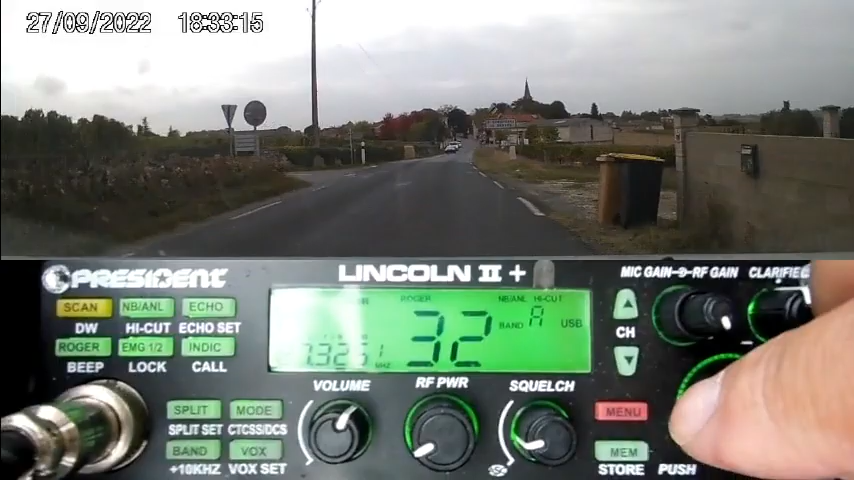 27/09/2022 18:33:15
PRESIDENT
LINCOLN II +
MIC GAIN RF GAIN CLARIFIE
SCAN NB/ANL ECHO
DW HI-CUT ECHO SET
ROGER EMG 1/2 INDIC
BEEP LOCK CALL
ROGER NB/ANL HI-CUT
32 BAND A USB
MHZ
CH
VOLUME RF PWR SQUELCH
SPLIT MODE
SPLIT SET CTCSS/DCS
BAND VOX
+10KHZ VOX SET
MENU
MEM
STORE PUSH